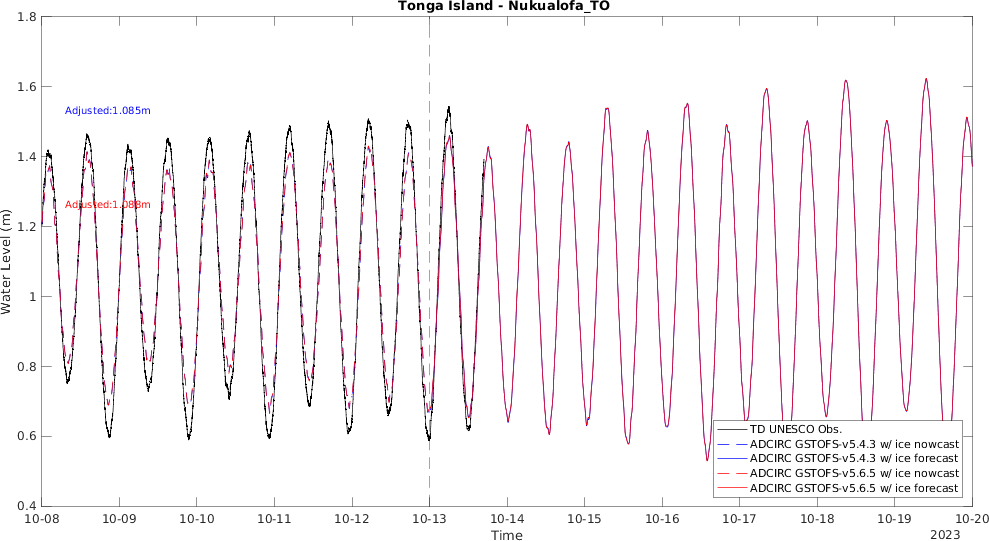 Tonga Island - Nukualofa_TO
1.8
1.6
1.4
1.2
1
0.8
0.6
0.4
Water Level (m)
Adjusted:1.085m
Adjusted:1.088m
TD UNESCO Obs.
ADCIRC GSTOFS-v5.4.3 w/ ice nowcast
ADCIRC GSTOFS-v5.4.3 w/ ice forecast
ADCIRC GSTOFS-v5.6.5 w/ ice nowcast
ADCIRC GSTOFS-v5.6.5 w/ ice forecast
10-08 10-09 10-10 10-11 10-12 10-13 10-14 10-15 10-16 10-17 10-18 10-19 10-20
Time
2023